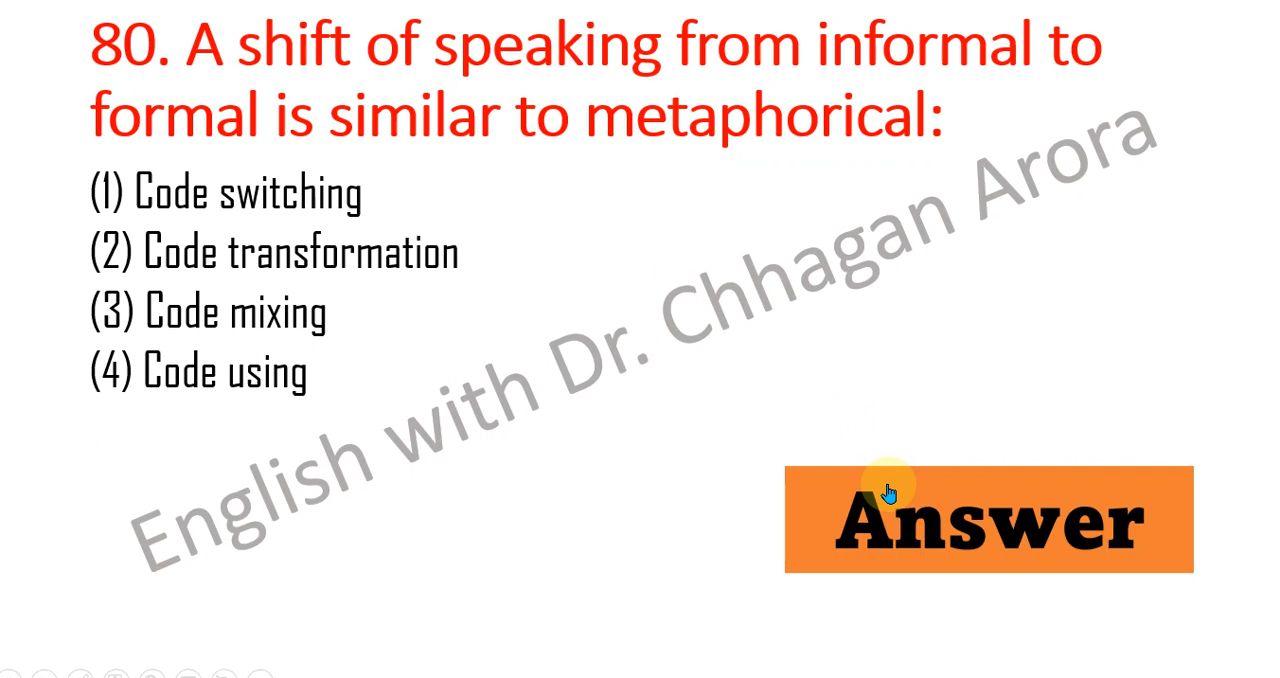 80. A shift of speaking from informal to
formal is similar to metaphorical:
(1) Code switching
(2) Code transformation
(3) Code mixing
(4) Code using
English with Dr. Chhagan Arora
Answer